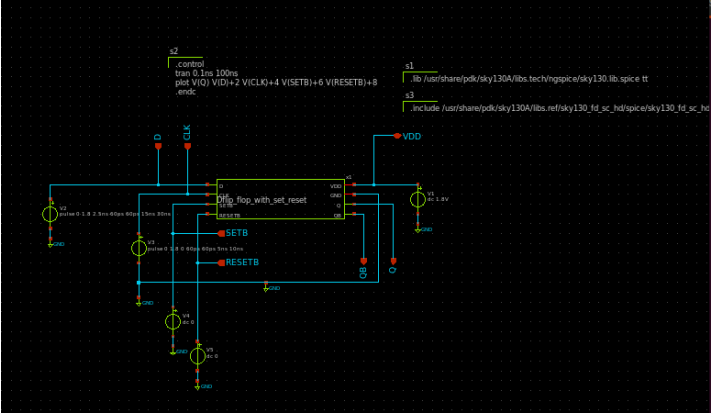 s2
.control
tran 0.1ns 100ns
plot V(Q) V(D)+2 V(CLK)+4 V(SETB)+6 V(RESETB)+8
.endc
s1
.lib /usr/share/pdk/sky130A/libs.tech/ngspice/sky130.lib.spice tt
s3
.include /usr/share/pdk/sky130A/libs.ref/sky130_fd_sc_hd/spice/sky130_fd_sc_hd
D
CLK
VDD
x1
D
CLK
SETB
RESETB
Dflip_flop_with_set_reset
VDD
GND
Q
QB
V2
pulse 0 1.8 2.5ns 60ps 60ps 15ns 30ns
GND
V1
dc 1.8V
GND
SETB
V3
pulse 0 1.8 0 60ps 60ps 5ns 10ns
RESETB
QB
Q
GND
GND
V4
dc 0
GND
V5
dc 0
GND